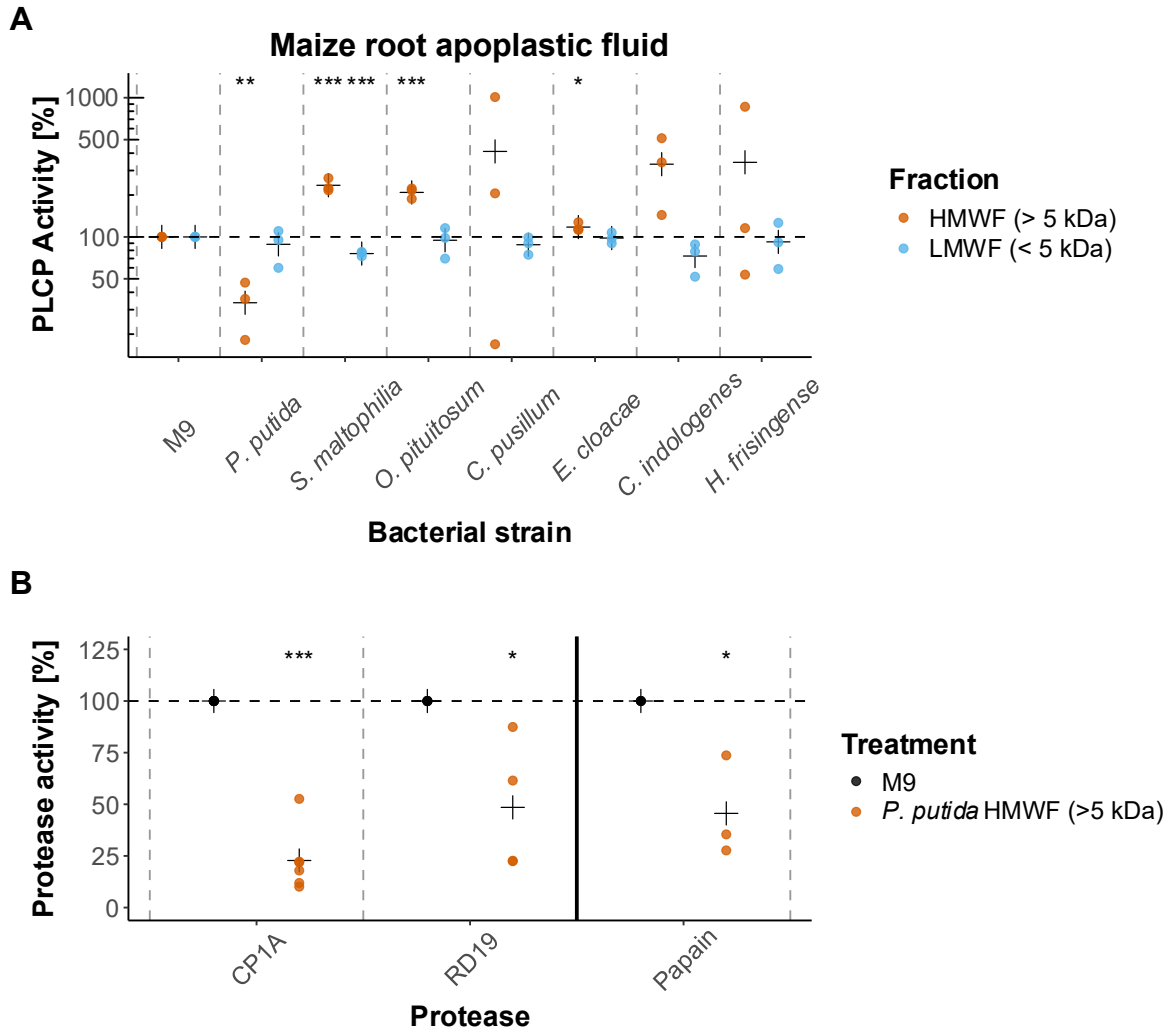 A
Maize root apoplastic fluid
** *** *** *** *
PLCP Activity [%]
1000
500
100
50
M9
P. putida
S. maltophilia
O. pituitosum
C. pusillum
E. cloacae
C. indologenes
H. frisingense
Bacterial strain
Fraction
HMWF (> 5 kDa)
LMWF (< 5 kDa)
B
*** * *
Protease activity [%]
125
100
75
50
25
0
CP1A
RD19
Papain
Protease
Treatment
M9
P. putida HMWF (>5 kDa)